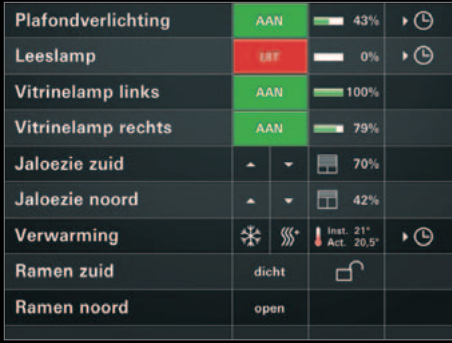 Plafondverlichting AAN 43%
Leeslamp UIT 0%
Vitrinelamp links AAN 100%
Vitrinelamp rechts AAN 79%
Jaloezie zuid 70%
Jaloezie noord 42%
Verwarming Inst. 21°
Act. 20,5°
Ramen zuid dicht
Ramen noord open